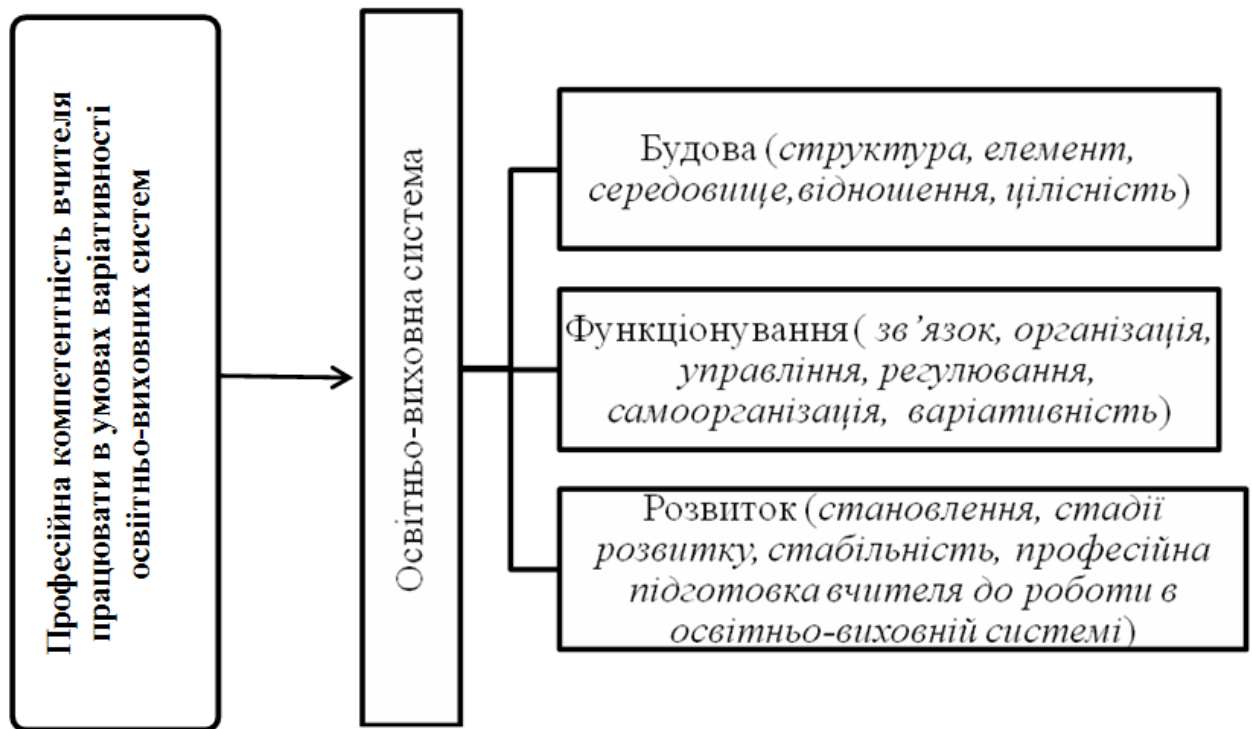 Професійна компетентність вчителя
працювати в умовах варіативності
освіітньо-виховних систем
Освітньо-виховна система
Будова (структура, елемент,
середовище,відношення, цілісність)
Функціонування ( зв’язок, організація,
управління, регулювання,
самоорганізація, варіативність)
Розвиток (становлення, стадії
розвитку, стабільність, професійна
підготовка вчителя до роботи в
освітньо-виховній системі)